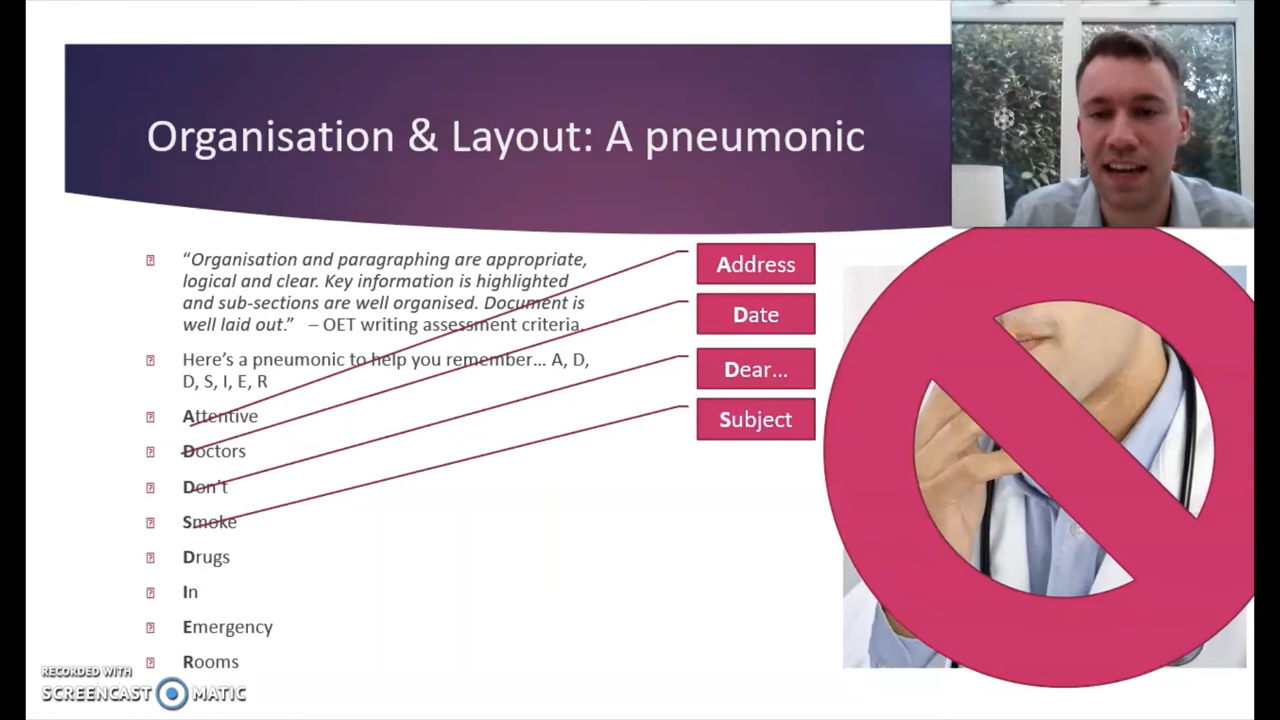 Organisation & Layout: A pneumonic
“Organisation and paragraphing are appropriate,
logical and clear. Key information is highlighted
and sub-sections are well organised. Document is
well laid out.” – OET writing assessment criteria.
Here’s a pneumonic to help you remember… A, D,
D, S, I, E, R
Attentive
Doctors
Don’t
Smoke
Drugs
In
Emergency
Rooms
Address
Date
Dear…
Subject
RECORDED WITH
SCREENCAST MATIC